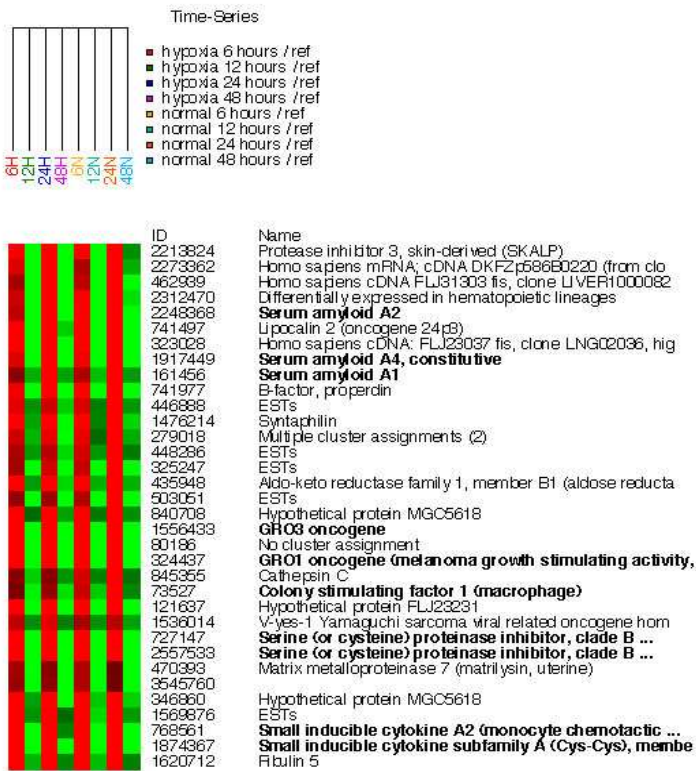 Time-Series
hypoxia 6 hours / ref
hypoxia 12 hours / ref
hypoxia 24 hours / ref
hypoxia 48 hours / ref
normal 6 hours / ref
normal 12 hours / ref
normal 24 hours / ref
normal 48 hours / ref
6H 12H 24H 48H 6N 12N 24N 48N
ID Name
2213824 Protease inhibitor 3, skin-derived (SKALP)
2273362 Homo sapiens mRNA; cDNA DKFZp586B0220 (from clo
462939 Homo sapiens cDNA FLJ31303 fis, clone LIVER1000082
2312470 Differentially expressed in hematopoietic lineages
2248368 Serum amyloid A2
741497 Lipocalin 2 (oncogene 24p3)
323028 Homo sapiens cDNA: FLJ23037 fis, clone LNG02036, hig
1917449 Serum amyloid A4, constitutive
161456 Serum amyloid A1
741977 B-factor, properdin
446888 ESTs
1476214 Syntaphilin
279018 Multiple cluster assignments (2)
448286 ESTs
325247 ESTs
435948 Aldo-keto reductase family 1, member B1 (aldose reducta
503051 ESTs
840708 Hypothetical protein MGC5618
1556433 GRO3 oncogene
80186 No cluster assignment
324437 GRO1 oncogene (melanoma growth stimulating activity,
845355 Cathepsin C
73527 Colony stimulating factor 1 (macrophage)
121637 Hypothetical protein FLJ23231
1536014 V-yes-1 Yamaguchi sarcoma viral related oncogene hom
727147 Serine (or cysteine) proteinase inhibitor, clade B ...
2557533 Serine (or cysteine) proteinase inhibitor, clade B ...
470393 Matrix metalloproteinase 7 (matrilysin, uterine)
3545760
346860 Hypothetical protein MGC5618
1569876 ESTs
768561 Small inducible cytokine A2 (monocyte chemotactic ...
1874367 Small inducible cytokine subfamily A (Cys-Cys), membe
1620712 Fibulin 5